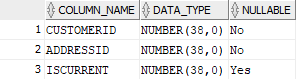 COLUMN_NAME DATA_TYPE NULLABLE
1 CUSTOMERID NUMBER(38,0) No
2 ADDRESSID NUMBER(38,0) No
3 ISCURRENT NUMBER(38,0) Yes